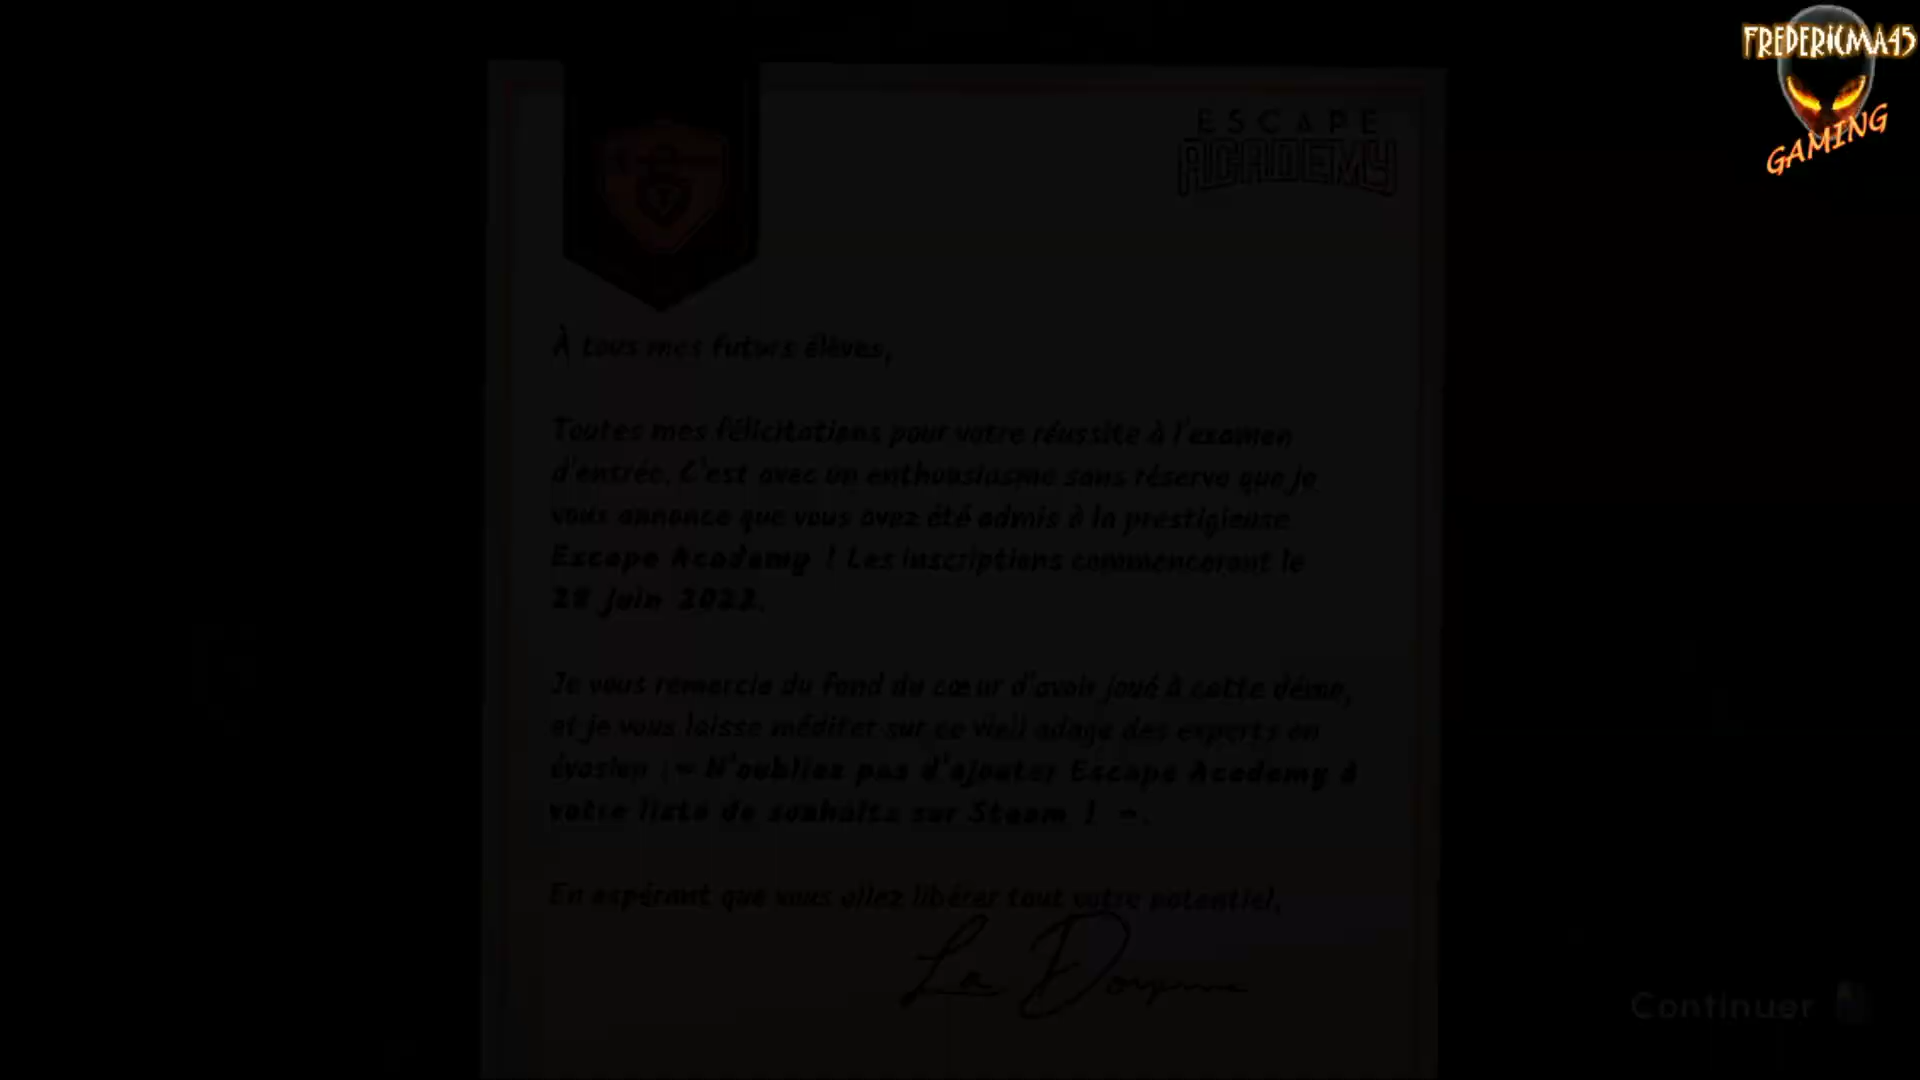 FREDERICMA45
GAMING
ESCAPE
ACADEMY
À tous mes futurs élèves,
Toutes mes félicitations pour votre réussite à l'examen
d'entrée. C'est avec un enthousiasme sans réserve que je
vous annonce que vous avez été admis à la prestigieuse
Escape Academy ! Les inscriptions commenceront le
28 juin 2022.
Je vous remercie du fond du cœur d'avoir joué à cette démo,
et je vous laisse méditer sur ce vieil adage des experts en
évasion : « N'oubliez pas d'ajouter Escape Academy à
votre liste de souhaits sur Steam ! ».
En espérant que vous allez libérer tout votre potentiel,
La Doyenne
Continuer